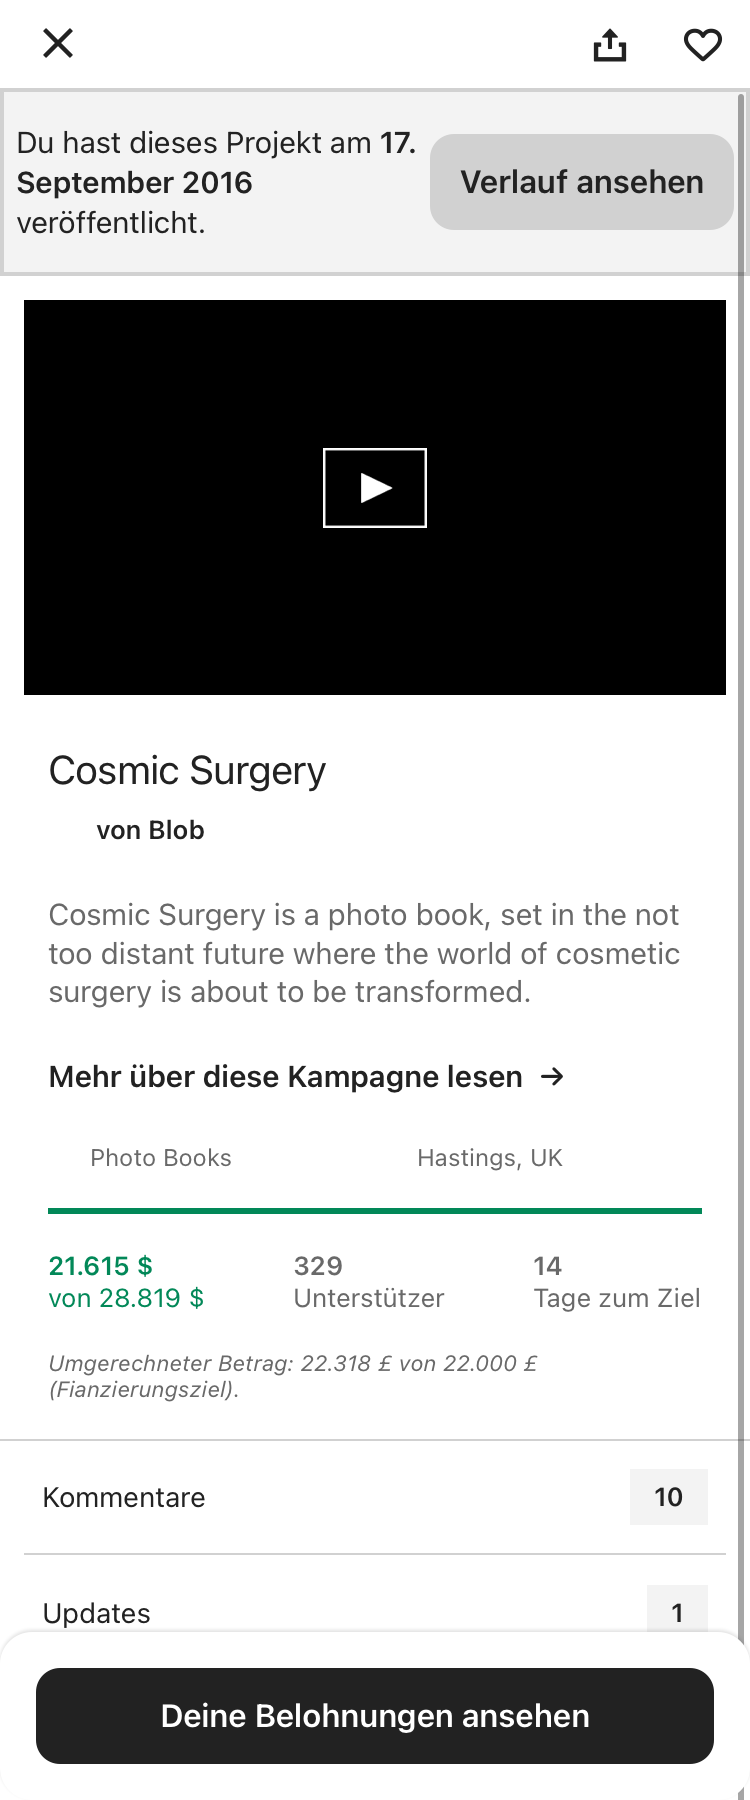 Du hast dieses Projekt am 17.
September 2016
veröffentlicht.
Verlauf ansehen
Cosmic Surgery
von Blob
Cosmic Surgery is a photo book, set in the not
too distant future where the world of cosmetic
surgery is about to be transformed.
Mehr über diese Kampagne lesen →
Photo Books
Hastings, UK
21.615 $
von 28.819 $
329
Unterstützer
14
Tage zum Ziel
Umgerechneter Betrag: 22.318 £ von 22.000 £
(Fianzierungsziel).
Kommentare
10
Updates
1
Deine Belohnungen ansehen